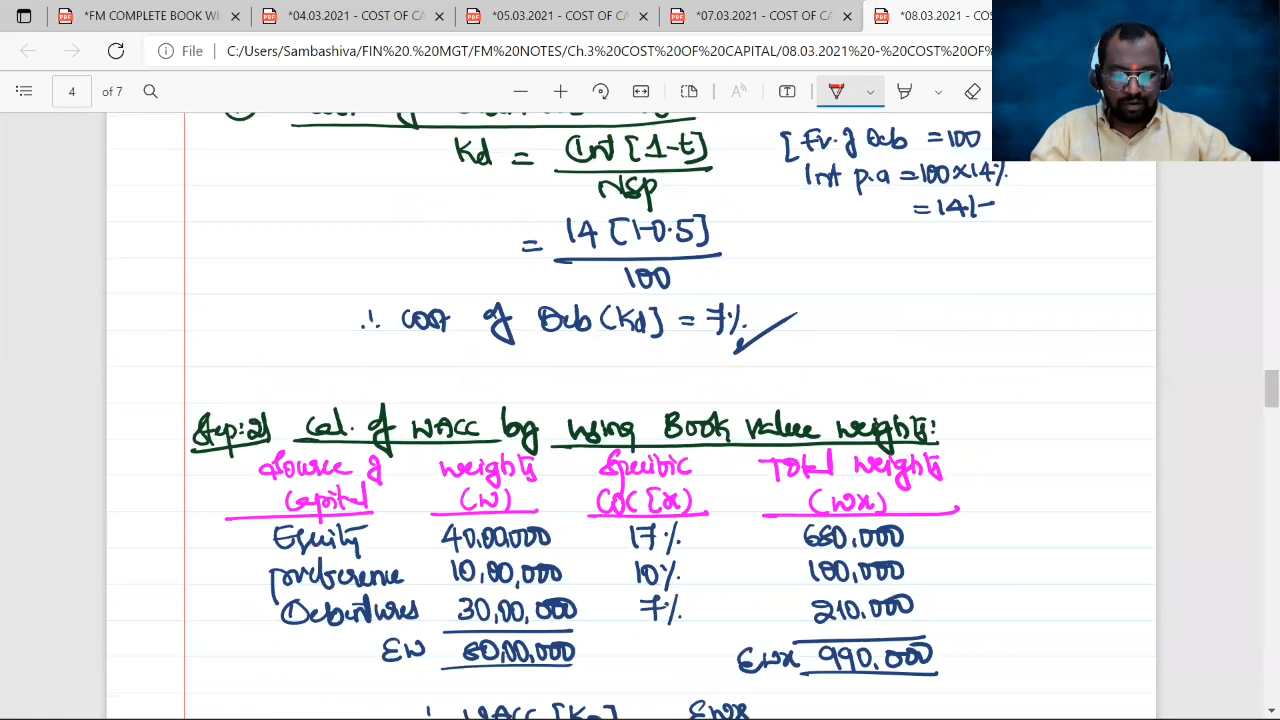 *FM COMPLETE BOOK WI
*04.03.2021 - COST OF CA
*05.03.2021 - COST OF CA
*07.03.2021 - COST OF CA
*08.03.2021 - COS
File C:/Users/Sambashiva/FIN%20.%20MGT/FM%20NOTES/Ch.3%20COST%20OF%20CAPITAL/08.03.2021%20-%20COST%20OF%
4 of 7
Kd = Int [1-t]
NSP
[Fv. of Deb = 100
Int p.a = 100 x 14%
= 14/-
= 14 [1-0.5]
100
∴ Cost of Deb (Kd] = 7%
Step:2) Cal. of WACC by using Book value weights:
Source of Capital Weights (W) Specific COC [x) Total Weights (Wx)
Equity 40,00,000 17% 680,000
preference 10,00,000 10% 100,000
Debentures 30,00,000 7% 210,000
ΣW 80,00,000 ΣWx 990,000
∴ WACC [Ko] ΣWx